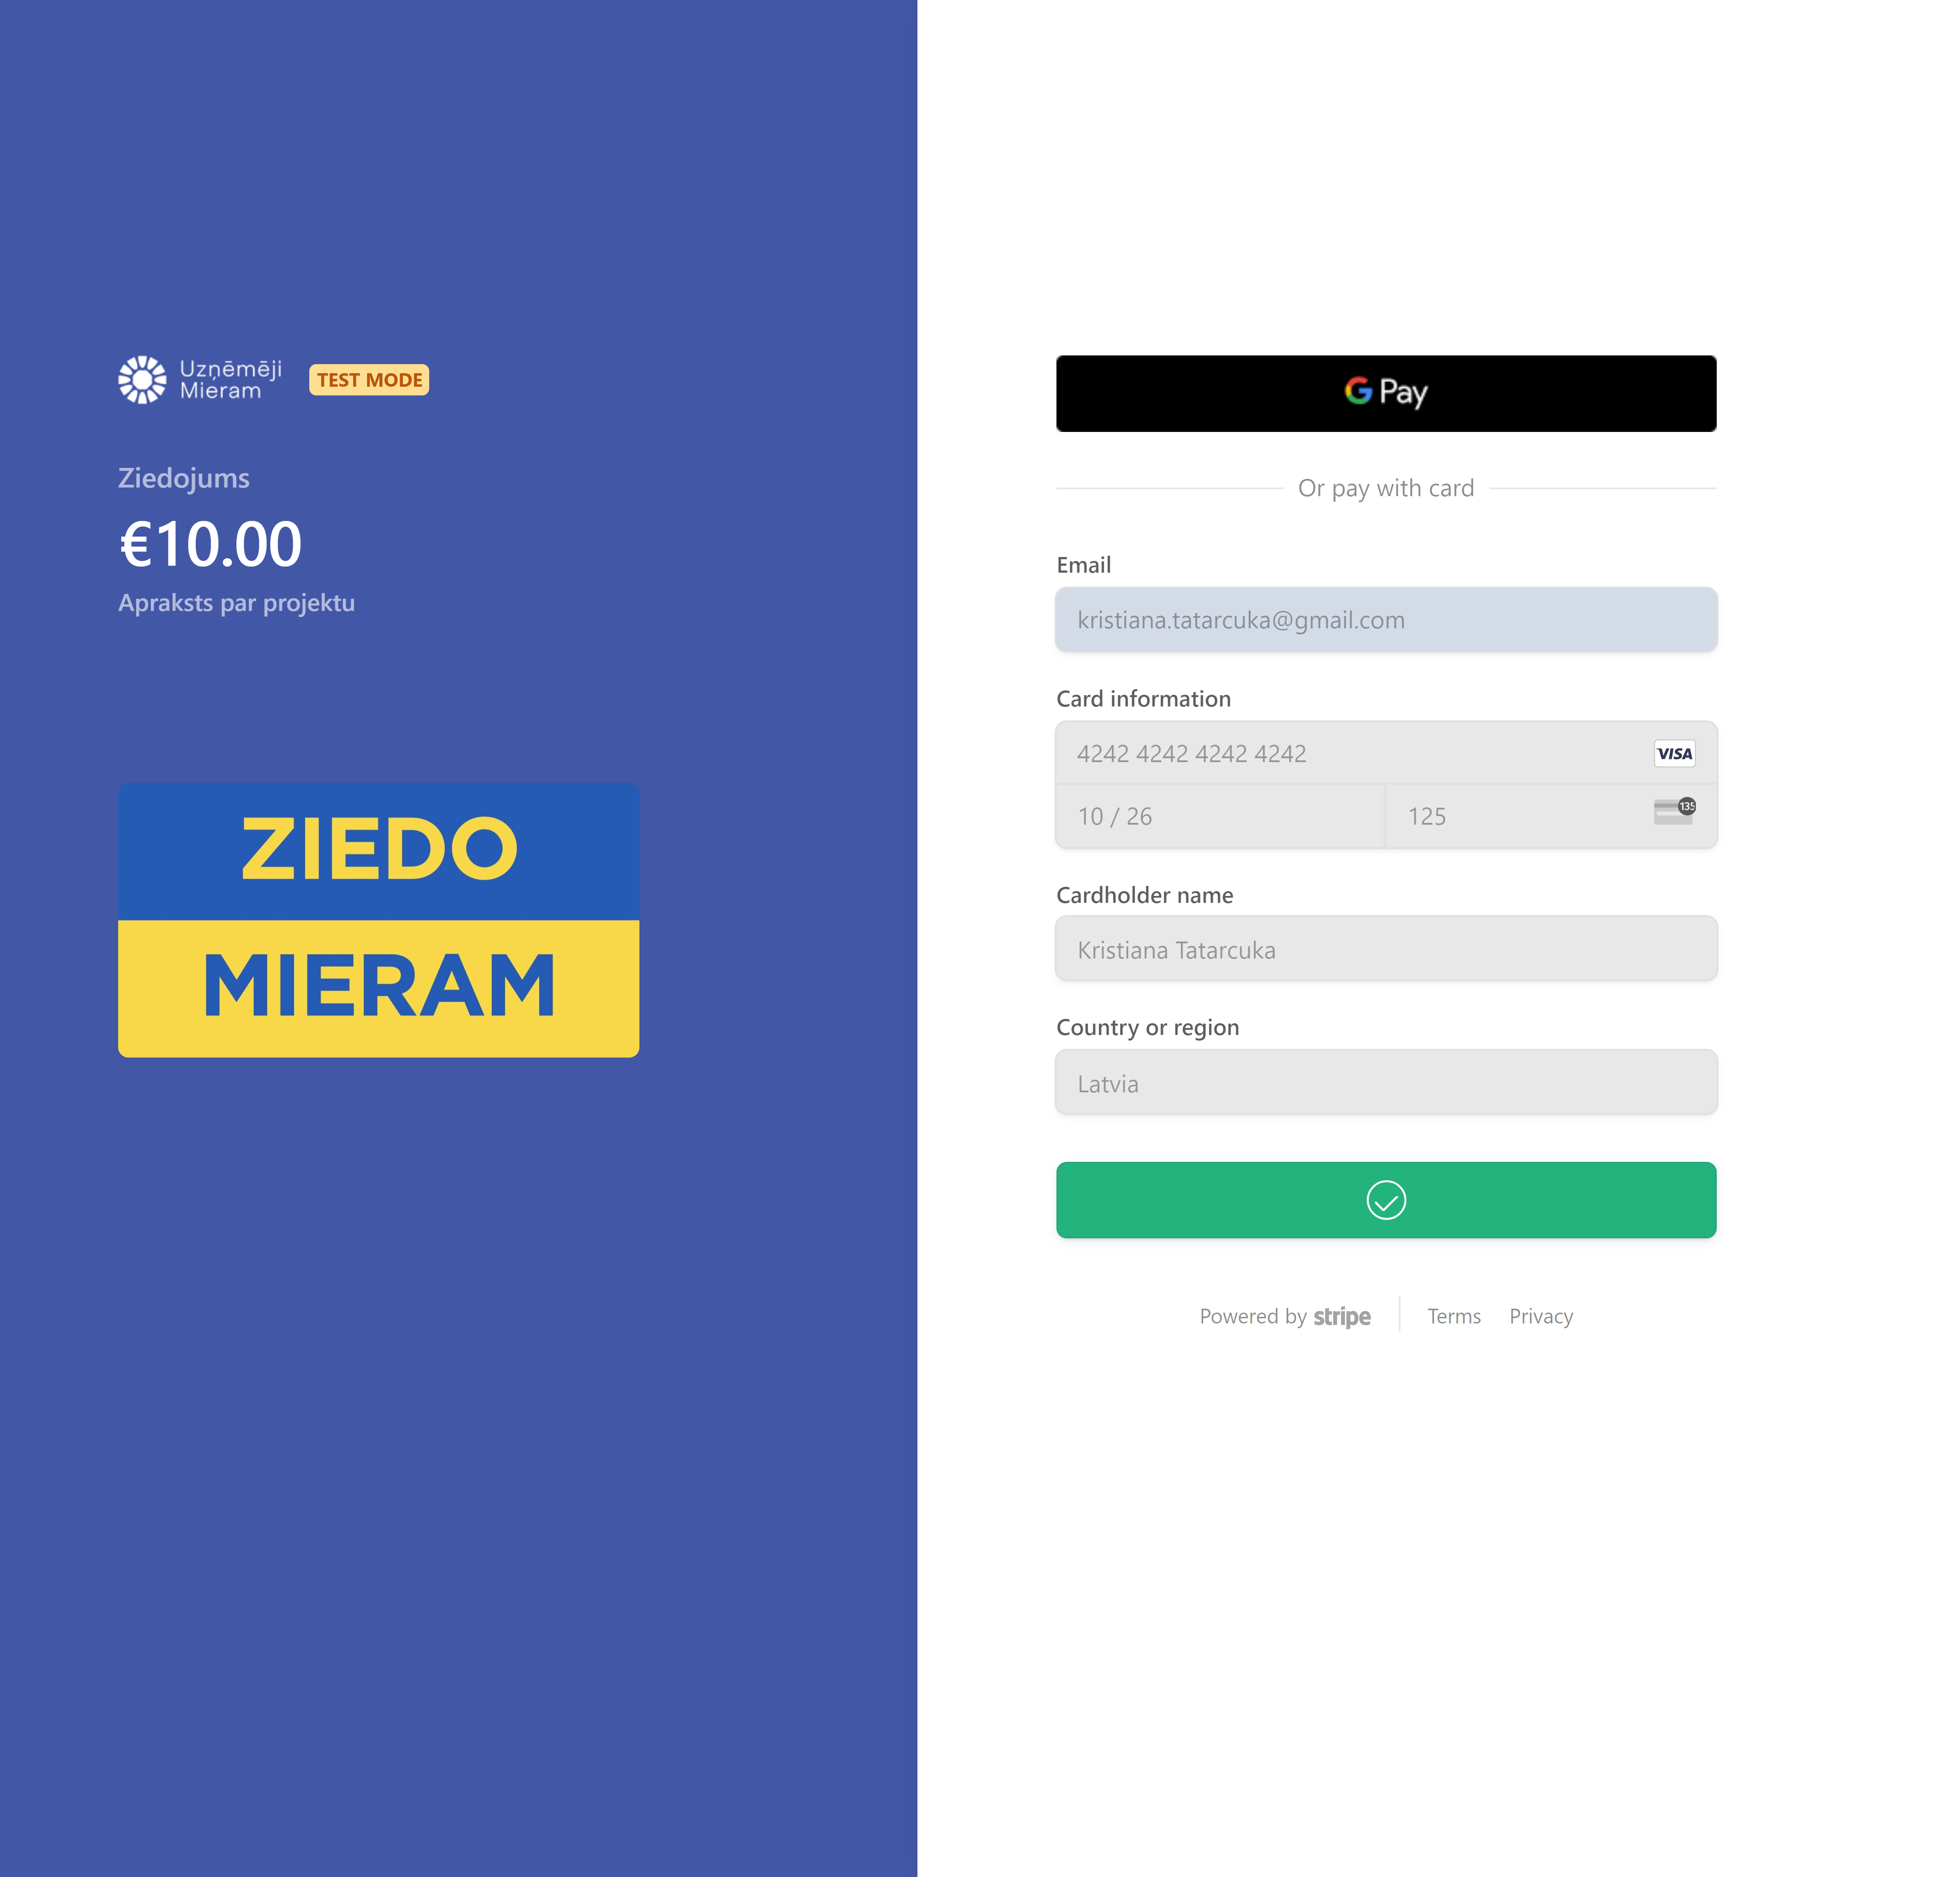 Uzņēmēji
Mieram
TEST MODE
Ziedojums
€10.00
Apraksts par projektu
ZIEDO
MIERAM
G Pay
Or pay with card
Email
kristiana.tatarcuka@gmail.com
Card information
4242 4242 4242 4242
VISA
10 / 26
125
135
Cardholder name
Kristiana Tatarcuka
Country or region
Latvia
Powered by stripe
Terms
Privacy